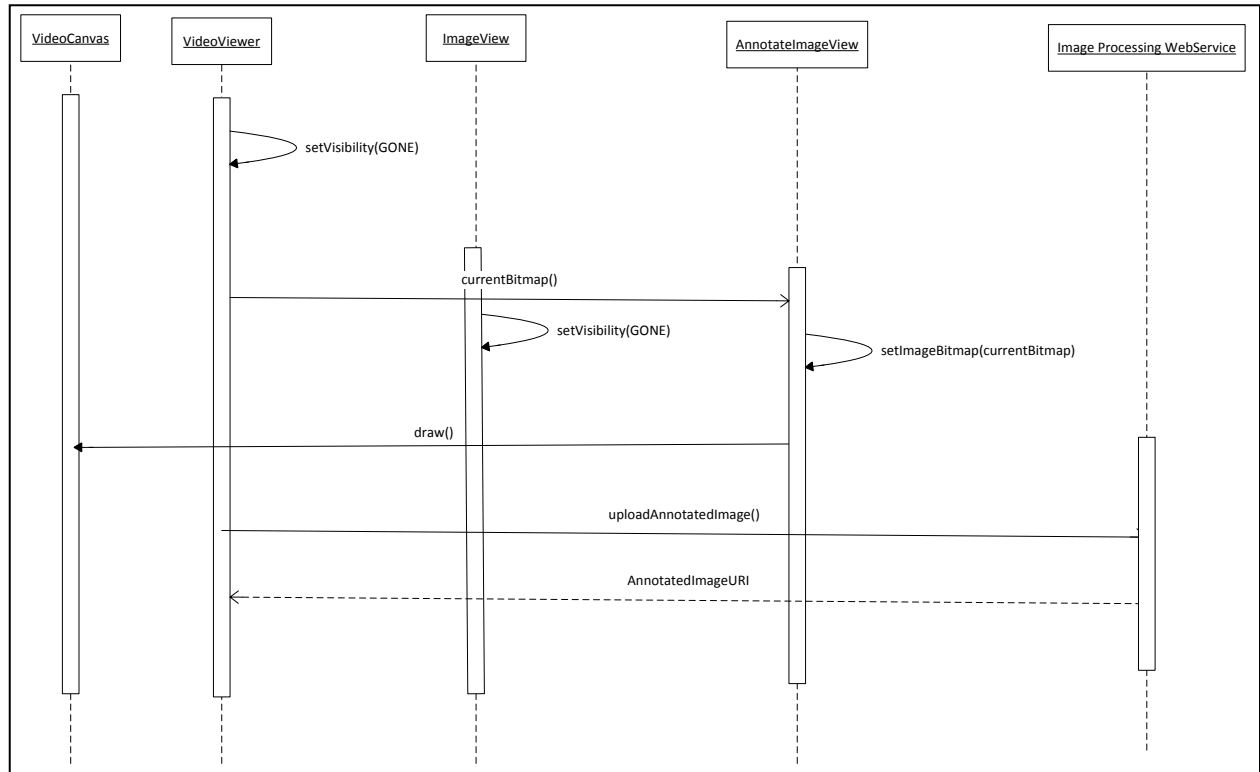 VideoCanvas
VideoViewer
ImageView
AnnotateImageView
Image Processing WebService
setVisibility(GONE)
currentBitmap()
setVisibility(GONE)
setImageBitmap(currentBitmap)
draw()
uploadAnnotatedImage()
AnnotatedImageURI